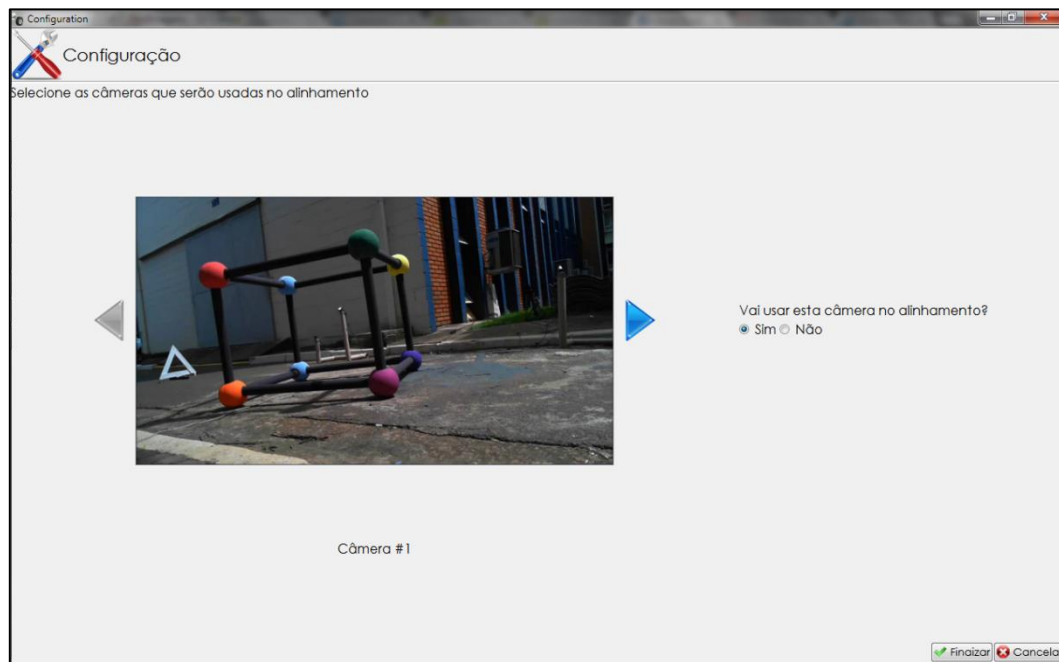 Configuration
Configuração
Selecione as câmeras que serão usadas no alinhamento
Vai usar esta câmera no alinhamento?
Sim Não
Câmera #1
Finaizar Cancela